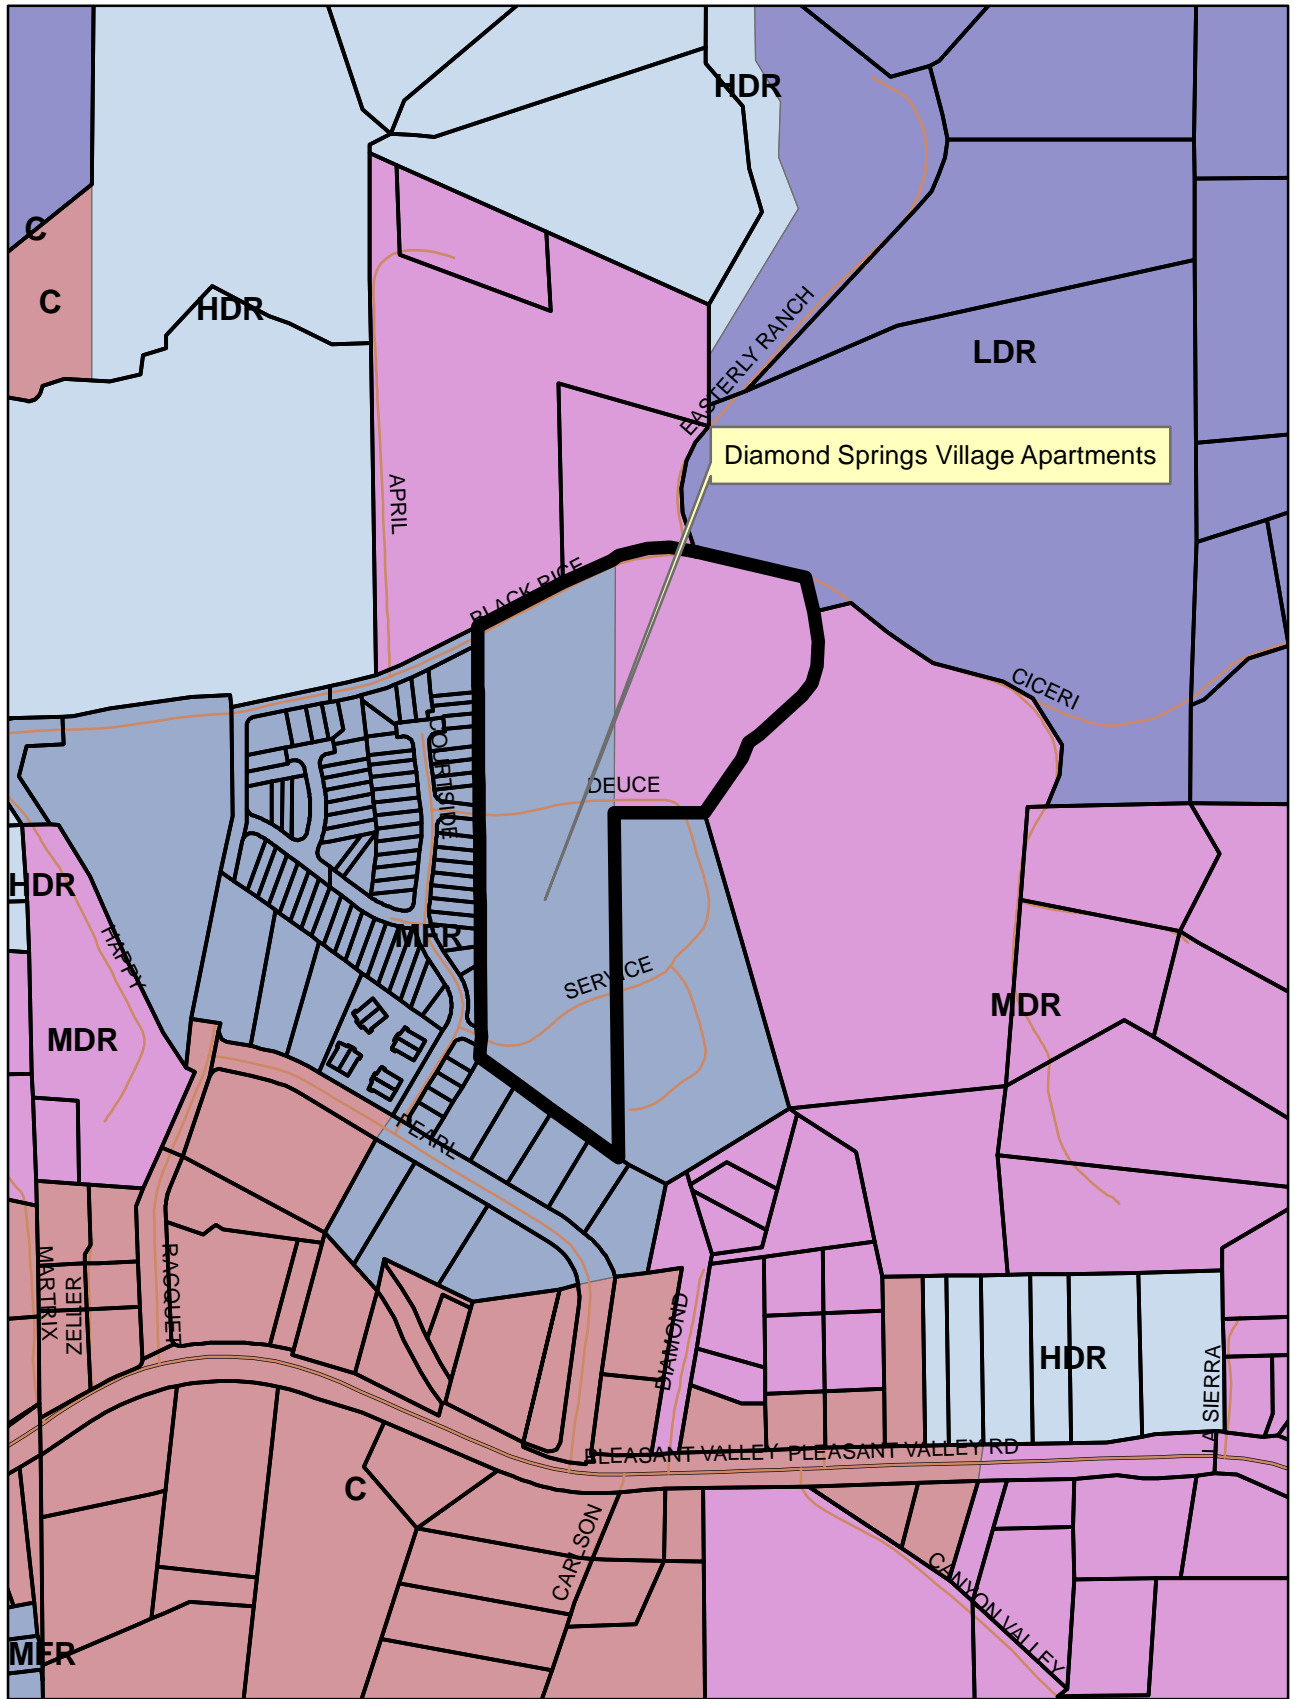 HDR
C
C
HDR
EASTERLY RANCH
LDR
Diamond Springs Village Apartments
APRIL
BLACK RICE
CICERI
COURTSIDE
DEUCE
HDR
HAPPY
MFR
SERVICE
MDR
MDR
PEARL
MARTRIX
ZELLER
RACQUET
DIAMOND
HDR
LA SIERRA
PLEASANT VALLEY
PLEASANT VALLEY RD
C
CARLSON
CANYON VALLEY
MFR